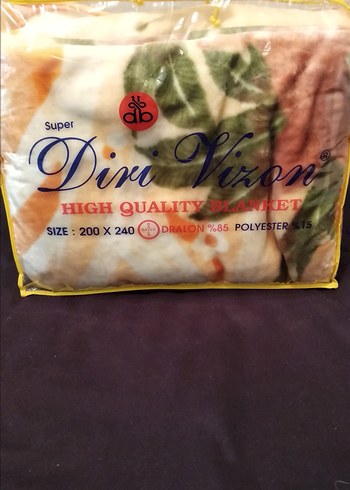 db
Super
Diri Vizon®
HIGH QUALITY BLANKET
SIZE : 200 X 240 DRALON %85 POLYESTER %15